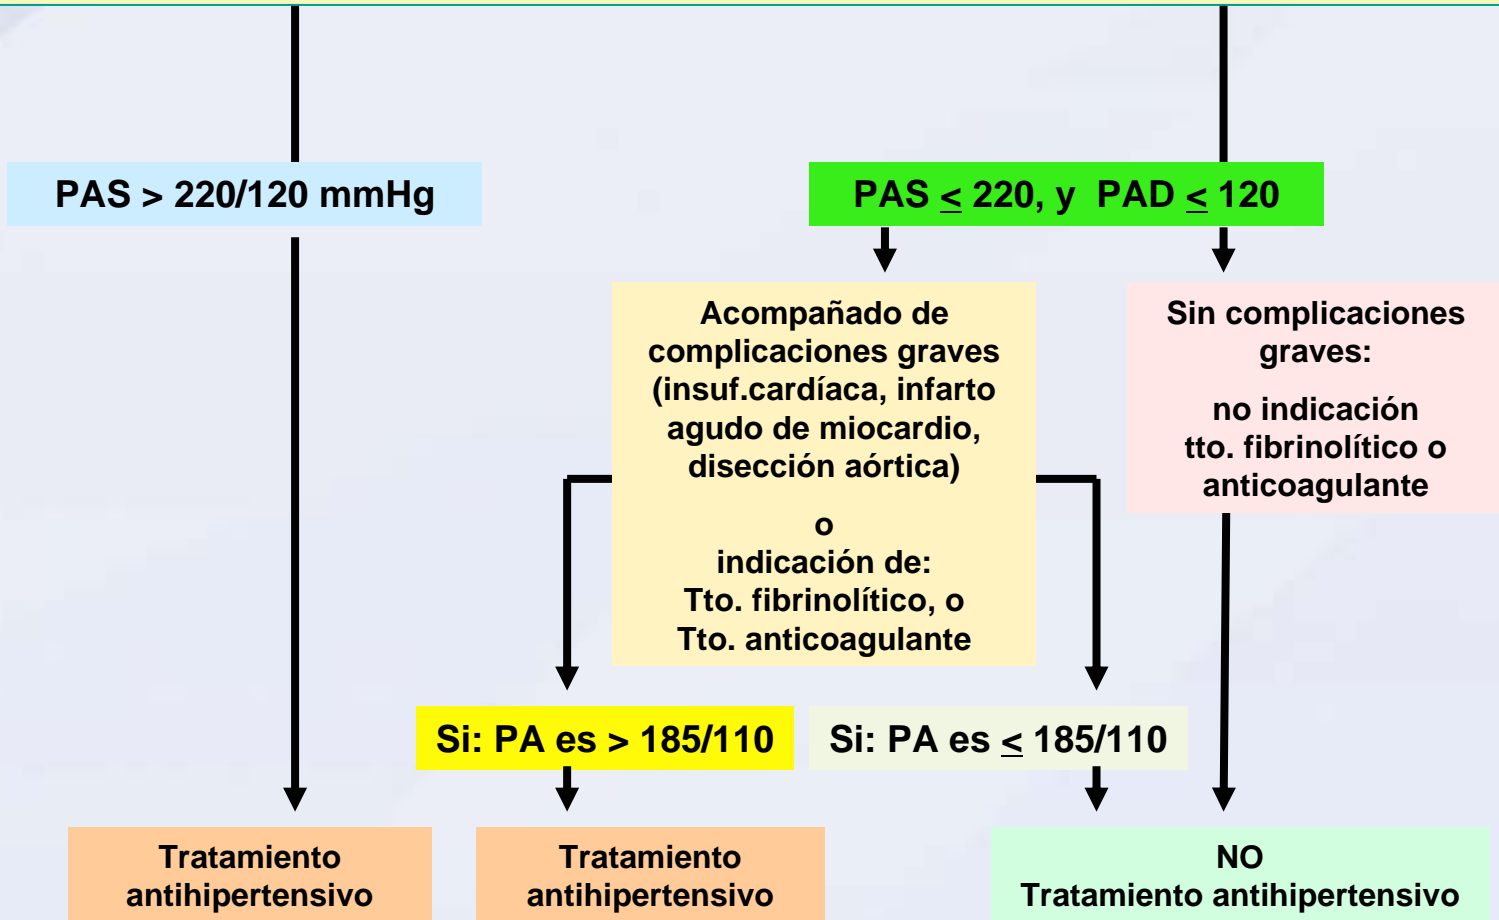 PAS > 220/120 mmHg
PAS ≤ 220, y PAD ≤ 120
Acompañado de
complicaciones graves
(insuf.cardíaca, infarto
agudo de miocardio,
disección aórtica)
o
indicación de:
Tto. fibrinolítico, o
Tto. anticoagulante
Sin complicaciones
graves:
no indicación
tto. fibrinolítico o
anticoagulante
Si: PA es > 185/110
Si: PA es ≤ 185/110
Tratamiento
antihipertensivo
Tratamiento
antihipertensivo
NO
Tratamiento antihipertensivo